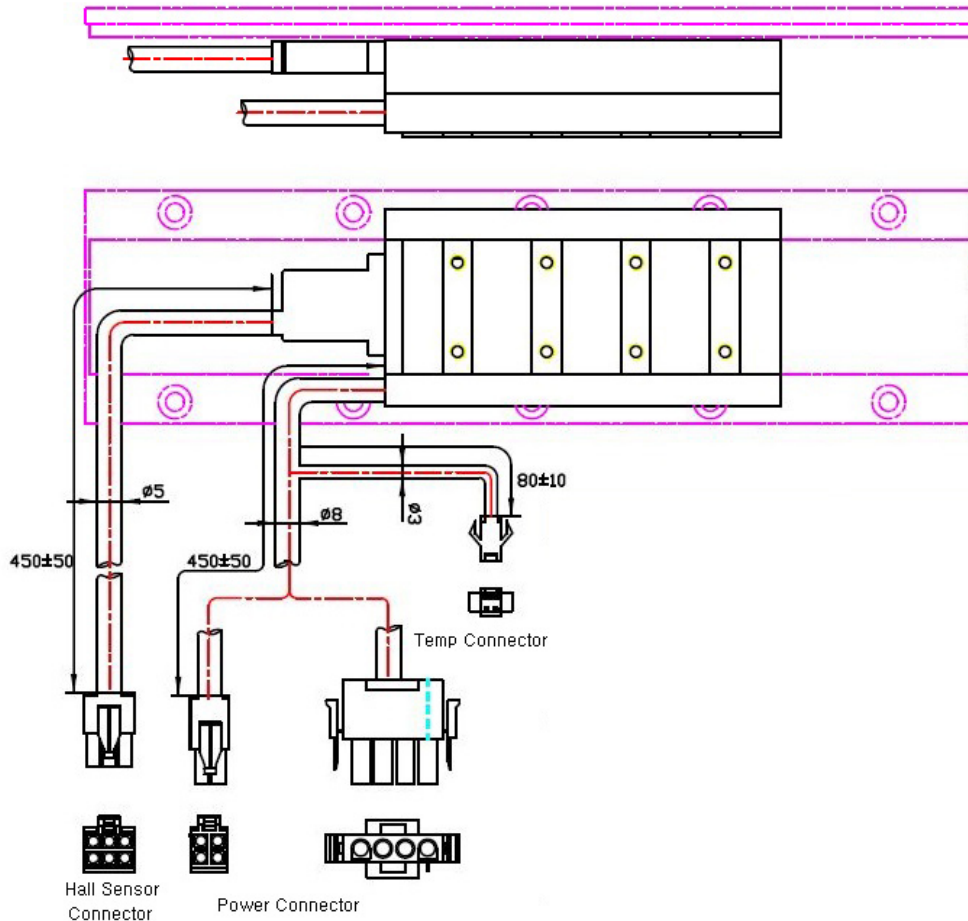 ø5
ø8
ø3
80±10
450±50
450±50
Temp Connector
Hall Sensor
Connector
Power Connector